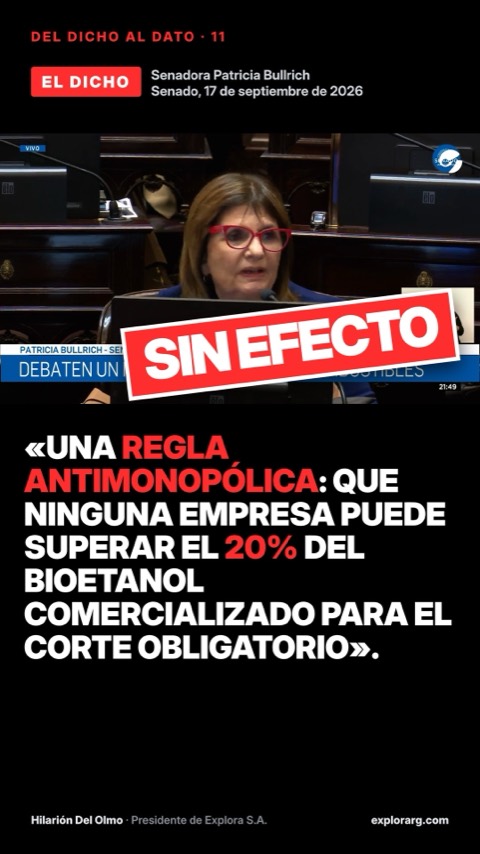 DEL DICHO AL DATO · 11
EL DICHO
Senadora Patricia Bullrich
Senado, 17 de septiembre de 2026
VIVO
SIN EFECTO
PATRICIA BULLRICH - SEN
DEBATEN UN
21:49
«UNA REGLA
ANTIMONOPÓLICA: QUE
NINGUNA EMPRESA PUEDE
SUPERAR EL 20% DEL
BIOETANOL
COMERCIALIZADO PARA EL
CORTE OBLIGATORIO».
Hilarión Del Olmo · Presidente de Explora S.A.
explorarg.com